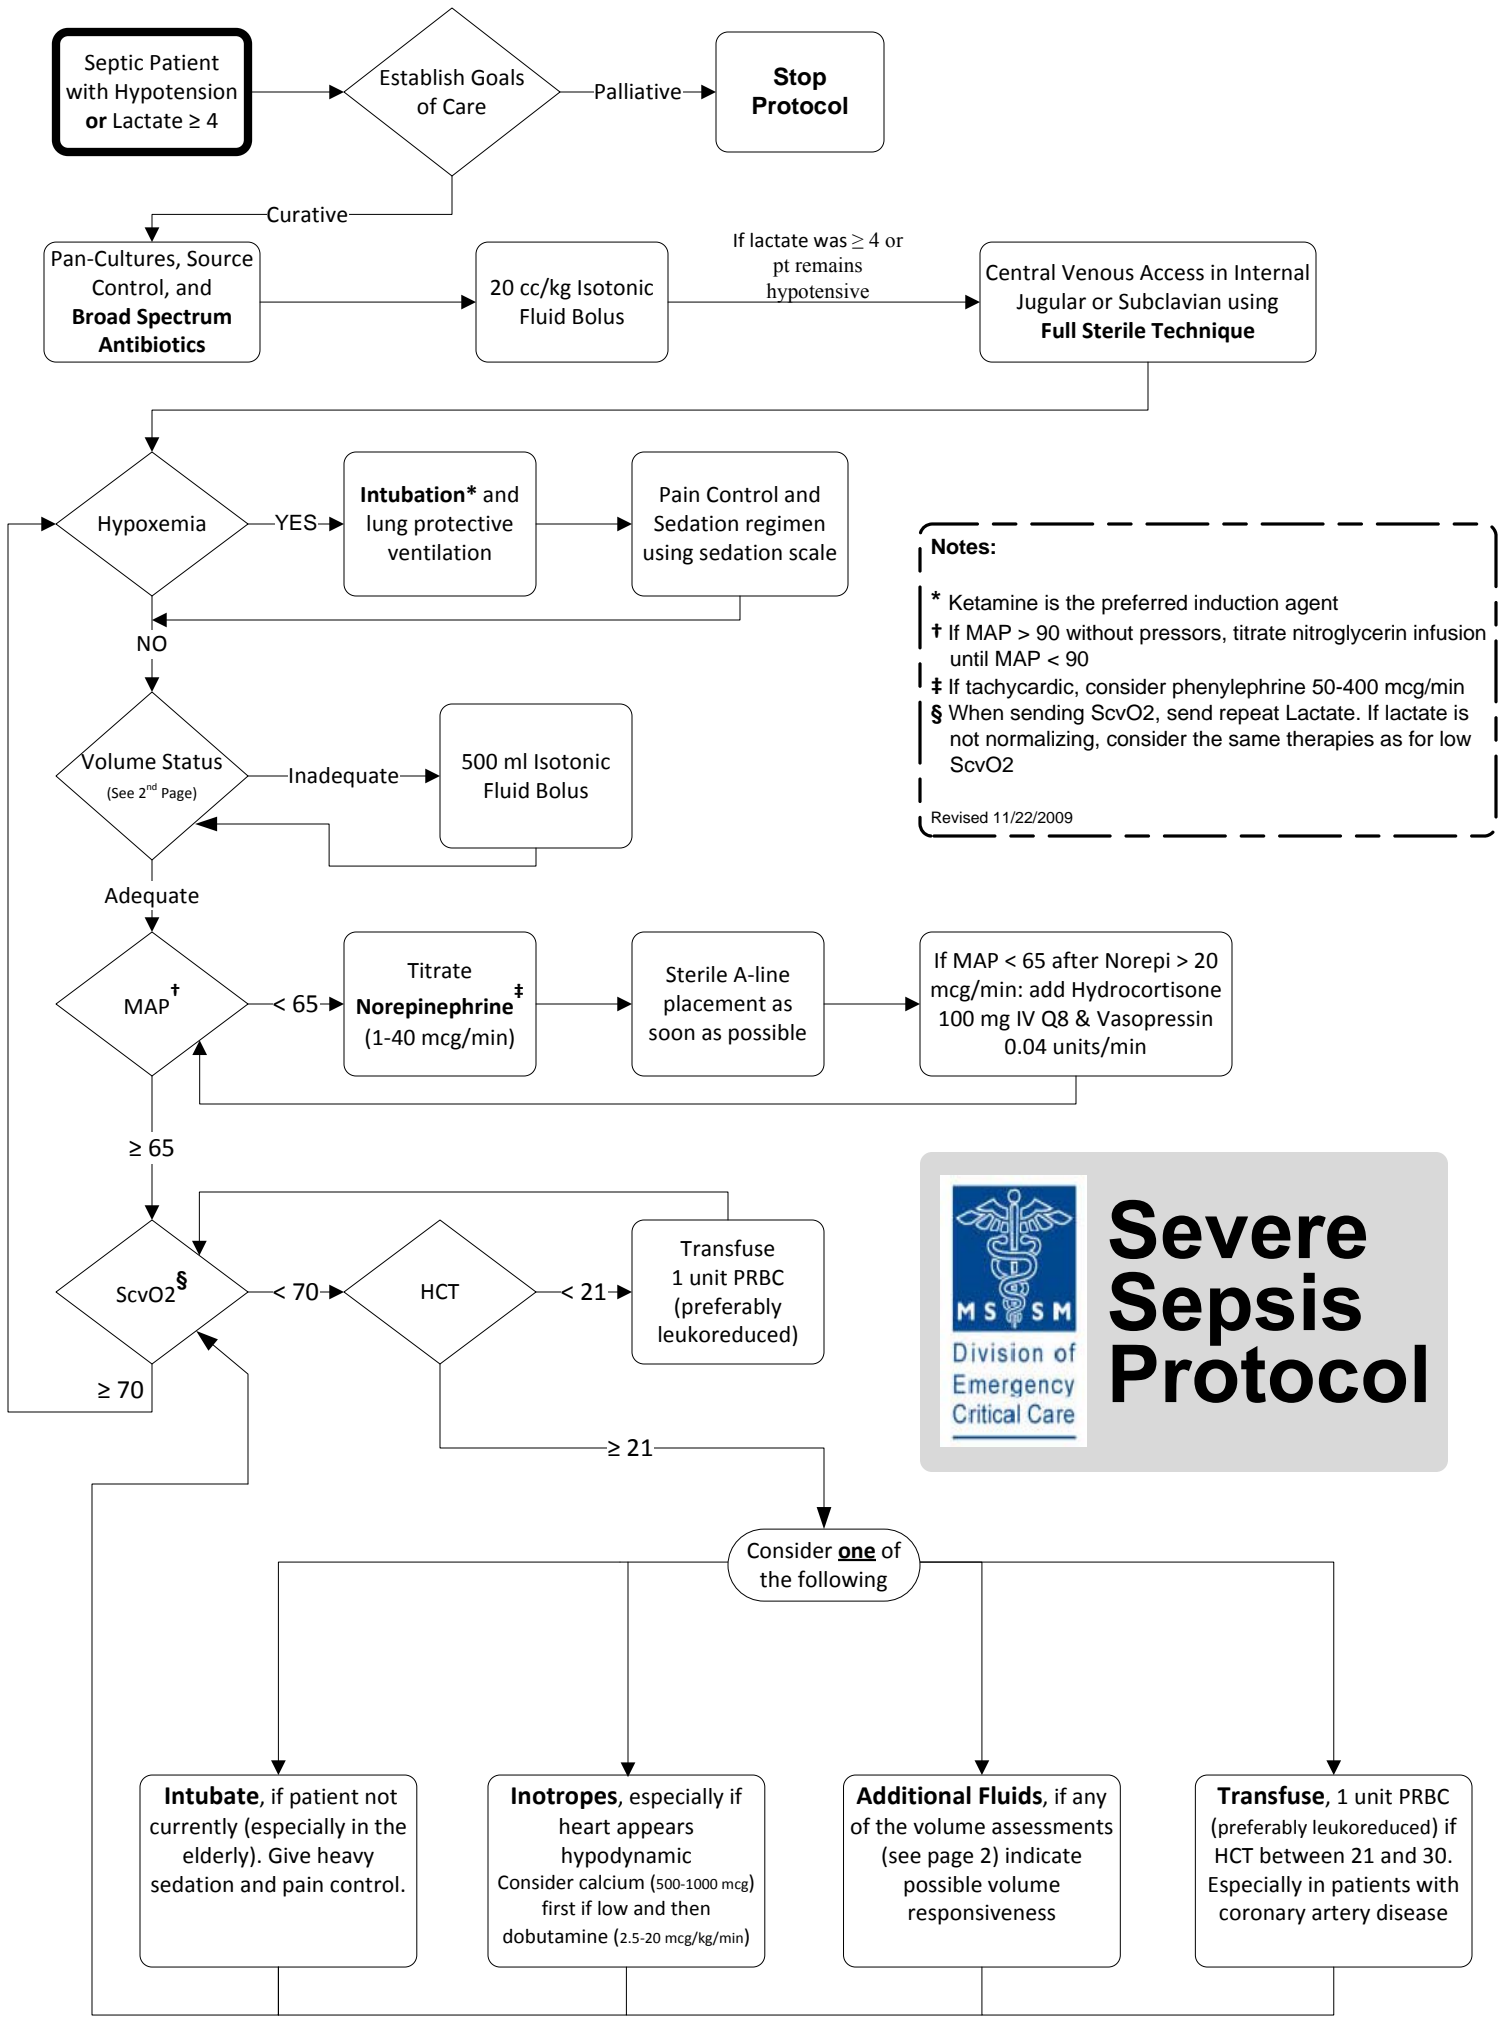 Septic Patient
with Hypotension
or Lactate ≥ 4
Establish Goals
of Care
Palliative
Stop
Protocol
Curative
Pan-Cultures, Source
Control, and
Broad Spectrum
Antibiotics
20 cc/kg Isotonic
Fluid Bolus
If lactate was ≥ 4 or
pt remains
hypotensive
Central Venous Access in Internal
Jugular or Subclavian using
Full Sterile Technique
Hypoxemia
YES
Intubation* and
lung protective
ventilation
Pain Control and
Sedation regimen
using sedation scale
NO
Notes:
* Ketamine is the preferred induction agent
† If MAP > 90 without pressors, titrate nitroglycerin infusion
until MAP < 90
‡ If tachycardic, consider phenylephrine 50-400 mcg/min
§ When sending ScvO2, send repeat Lactate. If lactate is
not normalizing, consider the same therapies as for low
ScvO2
Revised 11/22/2009
Volume Status
(See 2nd Page)
Inadequate
500 ml Isotonic
Fluid Bolus
Adequate
MAP†
< 65
Titrate
Norepinephrine‡
(1-40 mcg/min)
Sterile A-line
placement as
soon as possible
If MAP < 65 after Norepi > 20
mcg/min: add Hydrocortisone
100 mg IV Q8 & Vasopressin
0.04 units/min
≥ 65
ScvO2§
< 70
HCT
< 21
Transfuse
1 unit PRBC
(preferably
leukoreduced)
≥ 70
≥ 21
MS SM
Division of
Emergency
Critical Care
Severe
Sepsis
Protocol
Consider one of
the following
Intubate, if patient not
currently (especially in the
elderly). Give heavy
sedation and pain control.
Inotropes, especially if
heart appears
hypodynamic
Consider calcium (500-1000 mcg)
first if low and then
dobutamine (2.5-20 mcg/kg/min)
Additional Fluids, if any
of the volume assessments
(see page 2) indicate
possible volume
responsiveness
Transfuse, 1 unit PRBC
(preferably leukoreduced) if
HCT between 21 and 30.
Especially in patients with
coronary artery disease